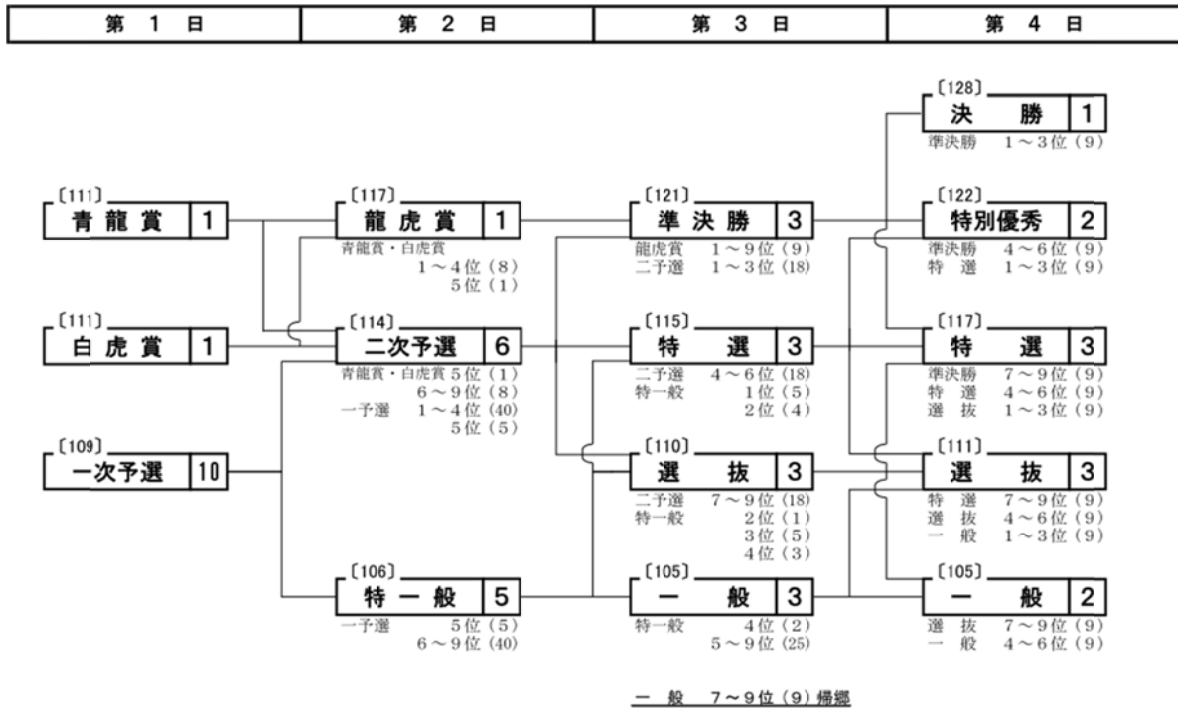 第 1 日
第 2 日
第 3 日
第 4 日
〔111〕
青 龍 賞 1
〔111〕
白 虎 賞 1
〔109〕
一次予選 10
〔117〕
龍 虎 賞 1
青龍賞・白虎賞
1～4位 (8)
5位 (1)
〔114〕
二次予選 6
青龍賞・白虎賞 5位 (1)
6～9位 (8)
一予選 1～4位 (40)
5位 (5)
〔106〕
特 一 般 5
一予選 5位 (5)
6～9位 (40)
〔121〕
準 決 勝 3
龍虎賞 1～9位 (9)
二予選 1～3位 (18)
〔115〕
特 選 3
二予選 4～6位 (18)
特一般 1位 (5)
2位 (4)
〔110〕
選 抜 3
二予選 7～9位 (18)
特一般 2位 (1)
3位 (5)
4位 (3)
〔105〕
一 般 3
特一般 4位 (2)
5～9位 (25)
一 般 7～9位 (9) 帰郷
〔128〕
決 勝 1
準決勝 1～3位 (9)
〔122〕
特別優秀 2
準決勝 4～6位 (9)
特 選 1～3位 (9)
〔117〕
特 選 3
準決勝 7～9位 (9)
特 選 4～6位 (9)
選 抜 1～3位 (9)
〔111〕
選 抜 3
特 選 7～9位 (9)
選 抜 4～6位 (9)
一 般 1～3位 (9)
〔105〕
一 般 2
選 抜 7～9位 (9)
一 般 4～6位 (9)